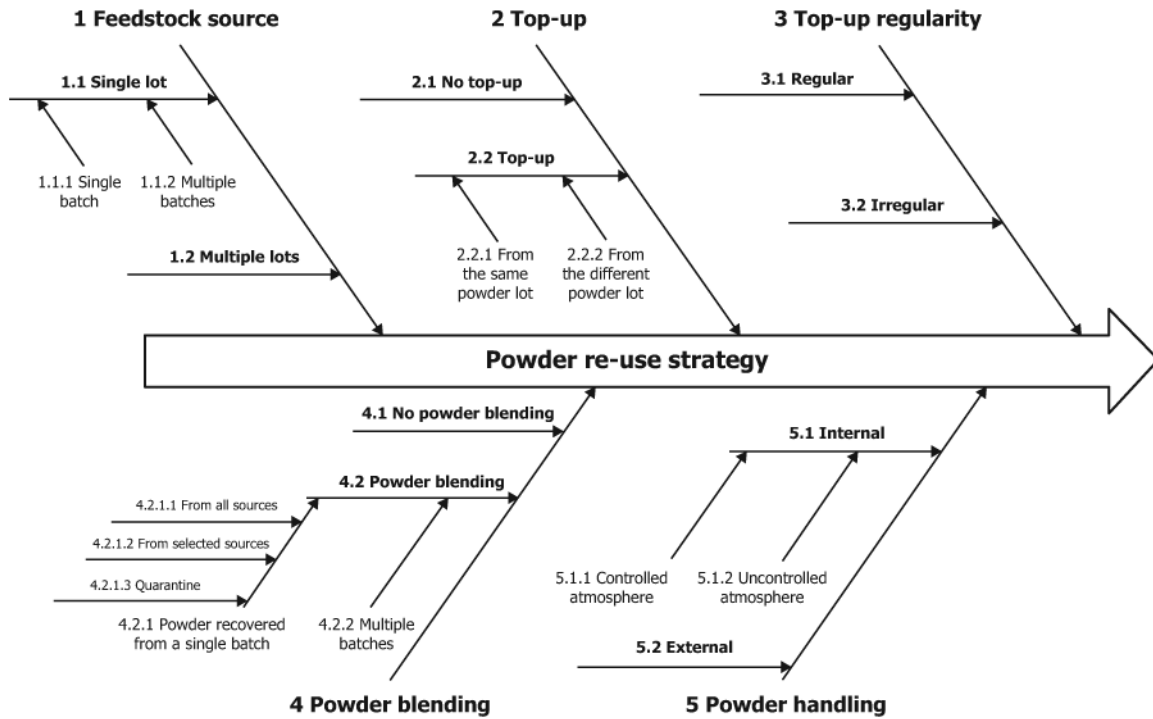 1 Feedstock source
2 Top-up
3 Top-up regularity
1.1 Single lot
2.1 No top-up
3.1 Regular
2.2 Top-up
1.1.1 Single
batch
1.1.2 Multiple
batches
3.2 Irregular
1.2 Multiple lots
2.2.1 From
the same
powder lot
2.2.2 From
the different
powder lot
Powder re-use strategy
4.1 No powder blending
5.1 Internal
4.2 Powder blending
4.2.1.1 From all sources
4.2.1.2 From selected sources
4.2.1.3 Quarantine
4.2.1 Powder recovered
from a single batch
4.2.2 Multiple
batches
5.1.1 Controlled
atmosphere
5.1.2 Uncontrolled
atmosphere
5.2 External
4 Powder blending
5 Powder handling